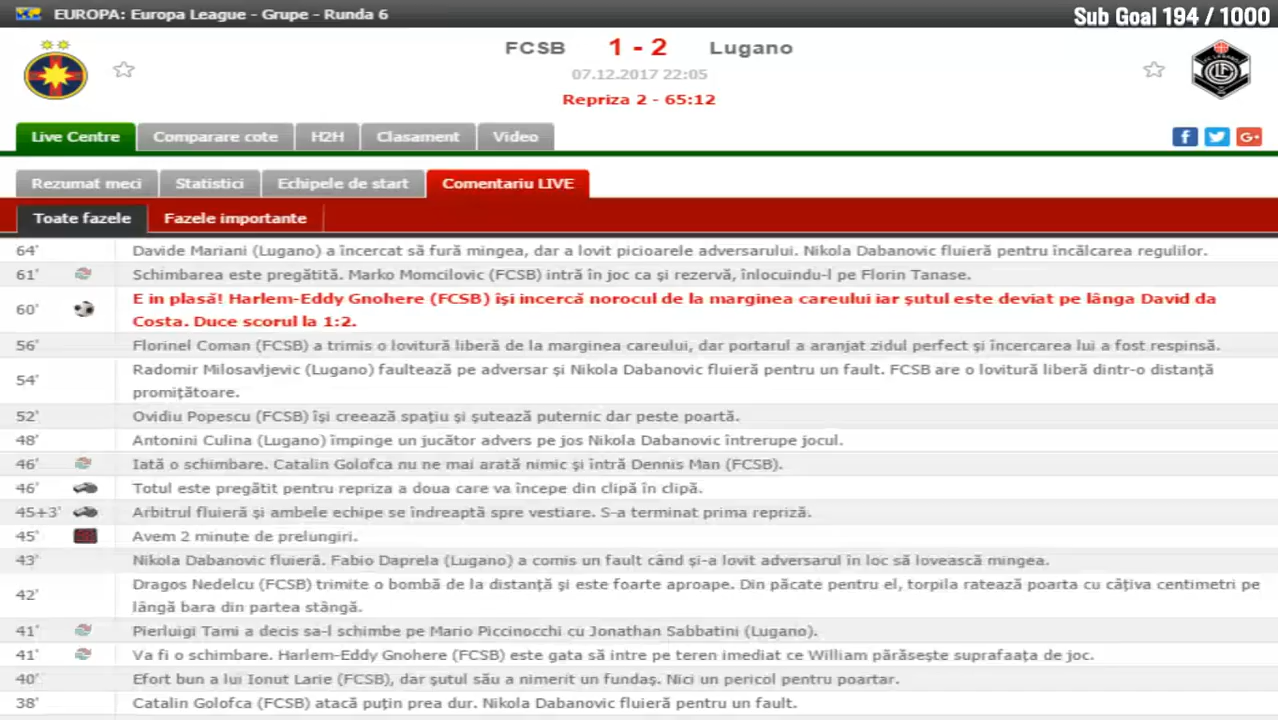 EUROPA: Europa League - Grupe - Runda 6
Sub Goal 194 / 1000
FCSB 1 - 2 Lugano
07.12.2017 22:05
Repriza 2 - 65:12
Live Centre Comparare cote H2H Clasament Video
Rezumat meci Statistici Echipele de start Comentariu LIVE
Toate fazele Fazele importante
64' Davide Mariani (Lugano) a încercat să fură mingea, dar a lovit picioarele adversarului. Nikola Dabanovic fluieră pentru încălcarea regulilor.
61' Schimbarea este pregătită. Marko Momcilovic (FCSB) intră în joc ca şi rezervă, înlocuindu-l pe Florin Tanase.
60' E in plasă! Harlem-Eddy Gnohere (FCSB) îşi incercă norocul de la marginea careului iar şutul este deviat pe lânga David da
Costa. Duce scorul la 1:2.
56' Florinel Coman (FCSB) a trimis o lovitură liberă de la marginea careului, dar portarul a aranjat zidul perfect şi încercarea lui a fost respinsă.
54' Radomir Milosavljevic (Lugano) faultează pe adversar şi Nikola Dabanovic fluieră pentru un fault. FCSB are o lovitură liberă dintr-o distanţă
promiţătoare.
52' Ovidiu Popescu (FCSB) îşi creează spaţiu şi şutează puternic dar peste poartă.
48' Antonini Culina (Lugano) împinge un jucător advers pe jos Nikola Dabanovic întrerupe jocul.
46' Iată o schimbare. Catalin Golofca nu ne mai arată nimic şi întră Dennis Man (FCSB).
46' Totul este pregătit pentru repriza a doua care va începe din clipă în clipă.
45+3' Arbitrul fluieră şi ambele echipe se îndreaptă spre vestiare. S-a terminat prima repriză.
45' Avem 2 minute de prelungiri.
43' Nikola Dabanovic fluieră. Fabio Daprela (Lugano) a comis un fault când şi-a lovit adversarul în loc să lovească mingea.
42' Dragos Nedelcu (FCSB) trimite o bombă de la distanţă şi este foarte aproape. Din păcate pentru el, torpila ratează poarta cu câţiva centimetri pe
lângă bara din partea stângă.
41' Pierluigi Tami a decis sa-l schimbe pe Mario Piccinocchi cu Jonathan Sabbatini (Lugano).
41' Va fi o schimbare. Harlem-Eddy Gnohere (FCSB) este gata să intre pe teren imediat ce William părăseşte suprafaaţa de joc.
40' Efort bun a lui Ionut Larie (FCSB), dar şutul său a nimerit un fundaş. Nici un pericol pentru poartar.
38' Catalin Golofca (FCSB) atacă puţin prea dur. Nikola Dabanovic fluieră pentru un fault.